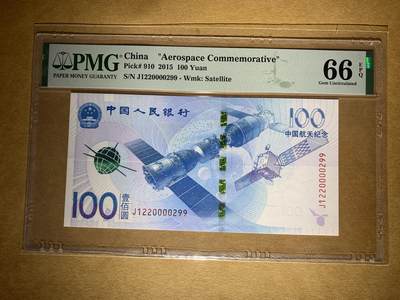 PMG
PAPER MONEY GUARANTY
China "Aerospace Commemorative"
Pick# 910 2015 100 Yuan
S/N J1220000299 - Wmk: Satellite
66 EPQ
Gem Uncirculated
中国人民银行
100
中国航天纪念
100 壹佰圆
J1220000299
J1220000299